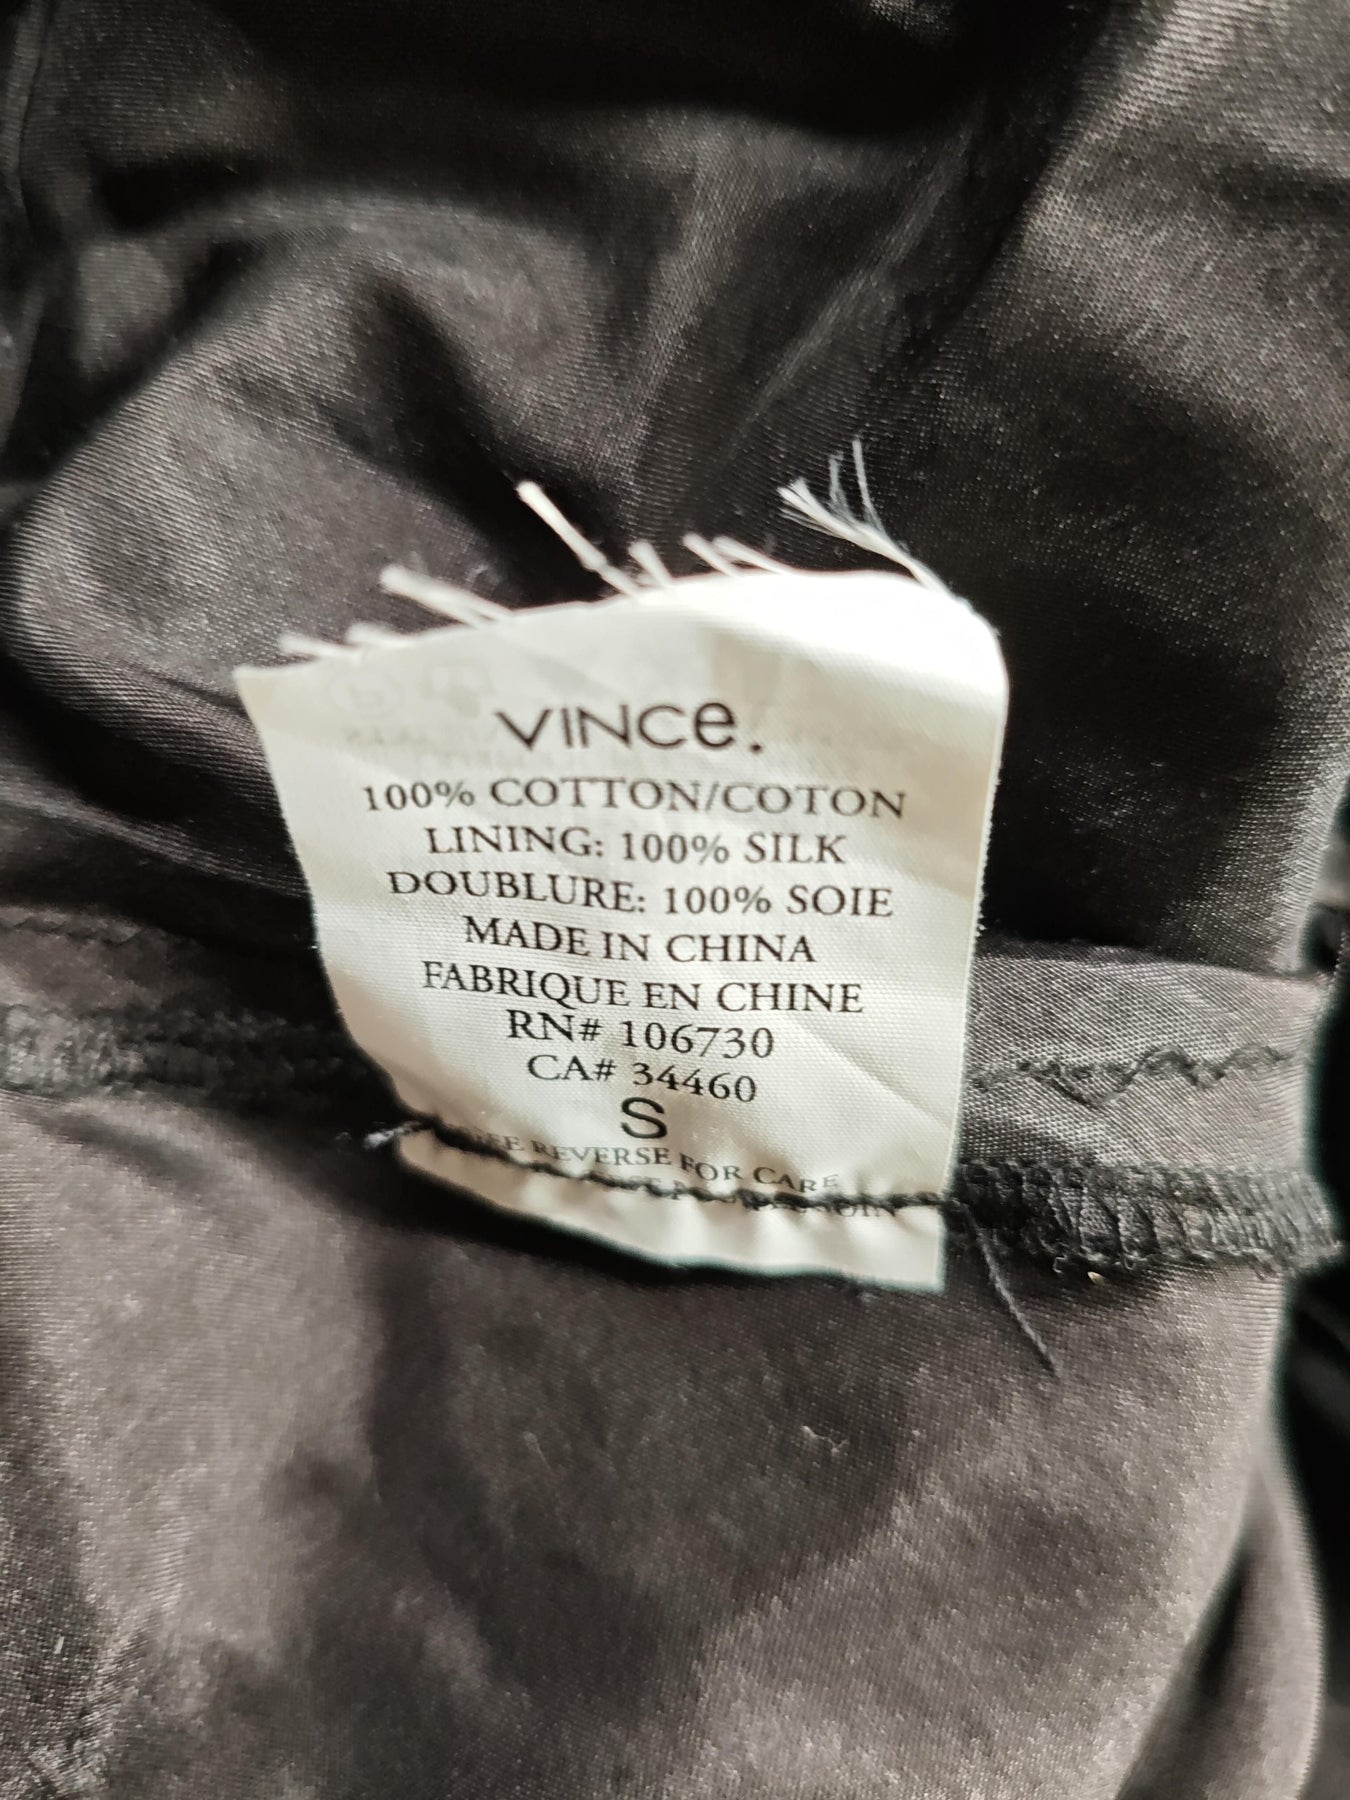 VINCe.
100% COTTON/COTON
LINING: 100% SILK
DOUBLURE: 100% SOIE
MADE IN CHINA
FABRIQUE EN CHINE
RN# 106730
CA# 34460
S
SEE REVERSE FOR CARE